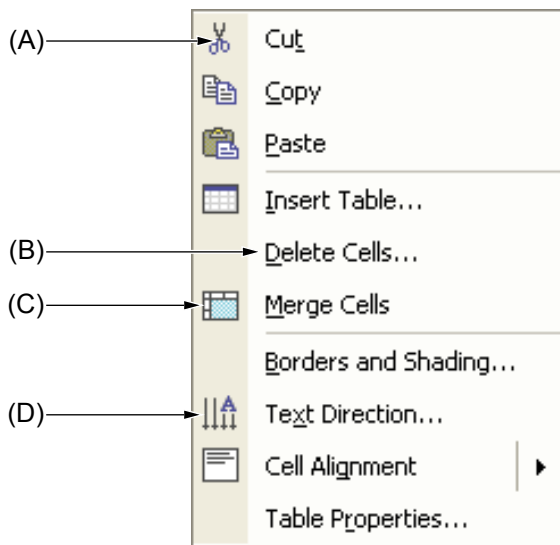 (A) Cut
Copy
Paste
Insert Table...
(B) Delete Cells...
(C) Merge Cells
Borders and Shading...
(D) Text Direction...
Cell Alignment
Table Properties...